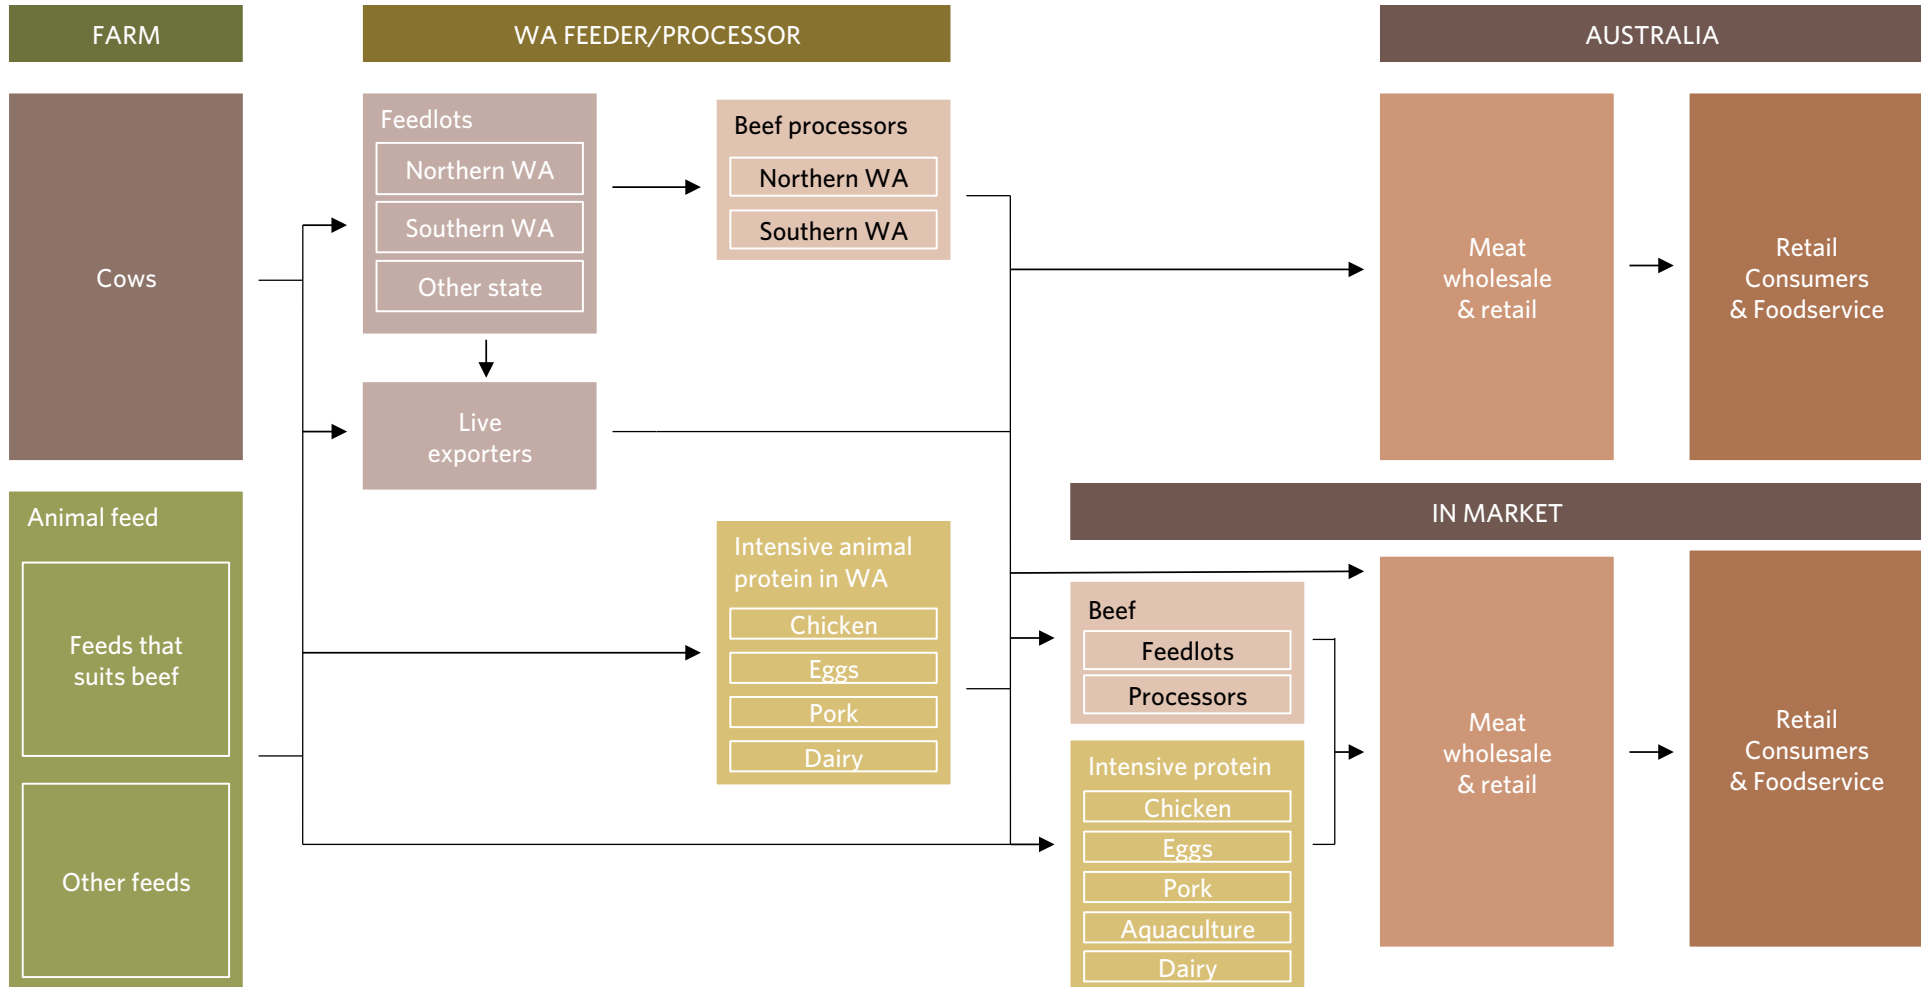 FARM
WA FEEDER/PROCESSOR
AUSTRALIA
Cows
Feedlots
Northern WA
Southern WA
Other state
Beef processors
Northern WA
Southern WA
Meat
wholesale
& retail
Retail
Consumers
& Foodservice
Live
exporters
Animal feed
Feeds that
suits beef
Other feeds
Intensive animal
protein in WA
Chicken
Eggs
Pork
Dairy
IN MARKET
Beef
Feedlots
Processors
Intensive protein
Chicken
Eggs
Pork
Aquaculture
Dairy
Meat
wholesale
& retail
Retail
Consumers
& Foodservice